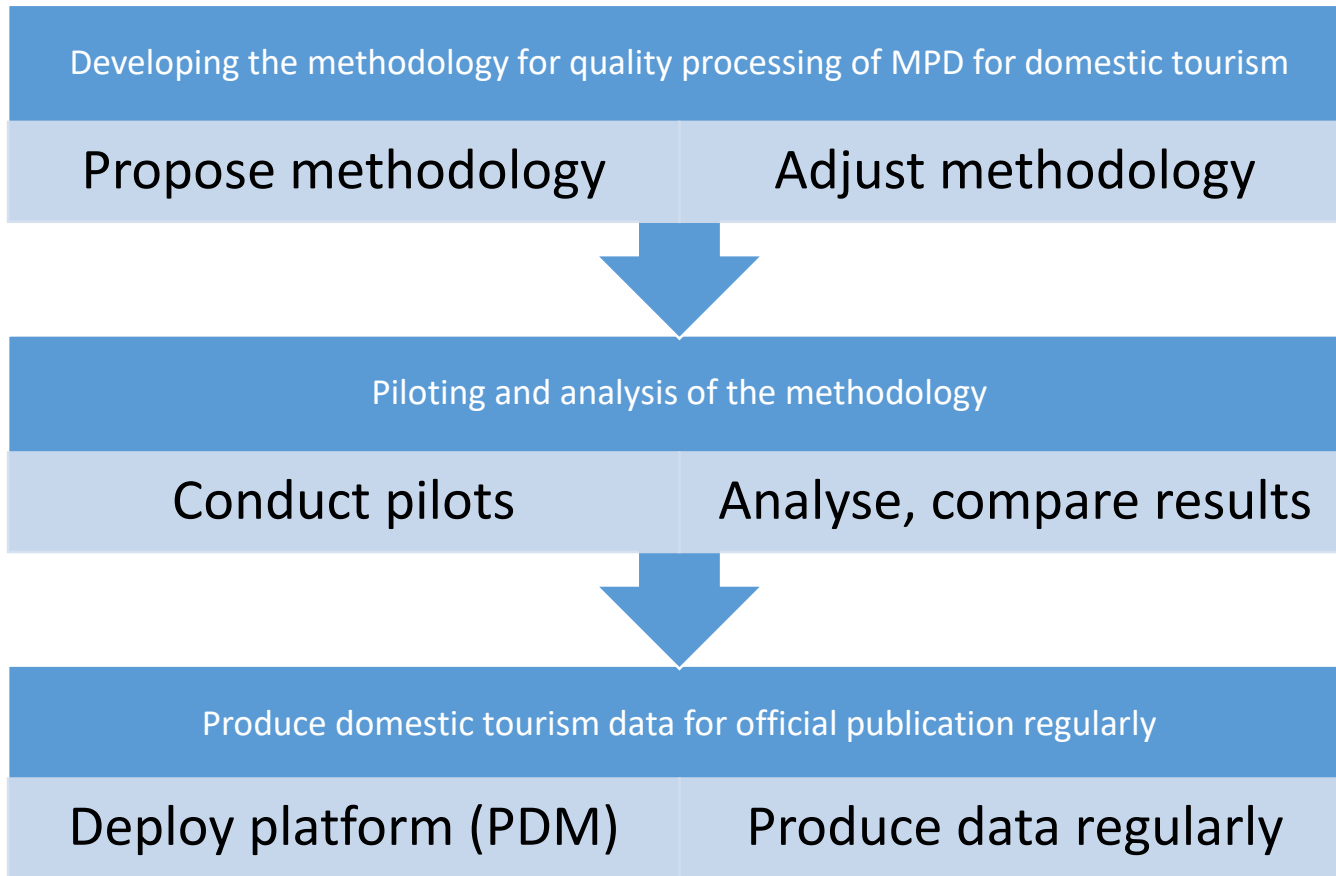 Developing the methodology for quality processing of MPD for domestic tourism
Propose methodology
Adjust methodology
Piloting and analysis of the methodology
Conduct pilots
Analyse, compare results
Produce domestic tourism data for official publication regularly
Deploy platform (PDM)
Produce data regularly